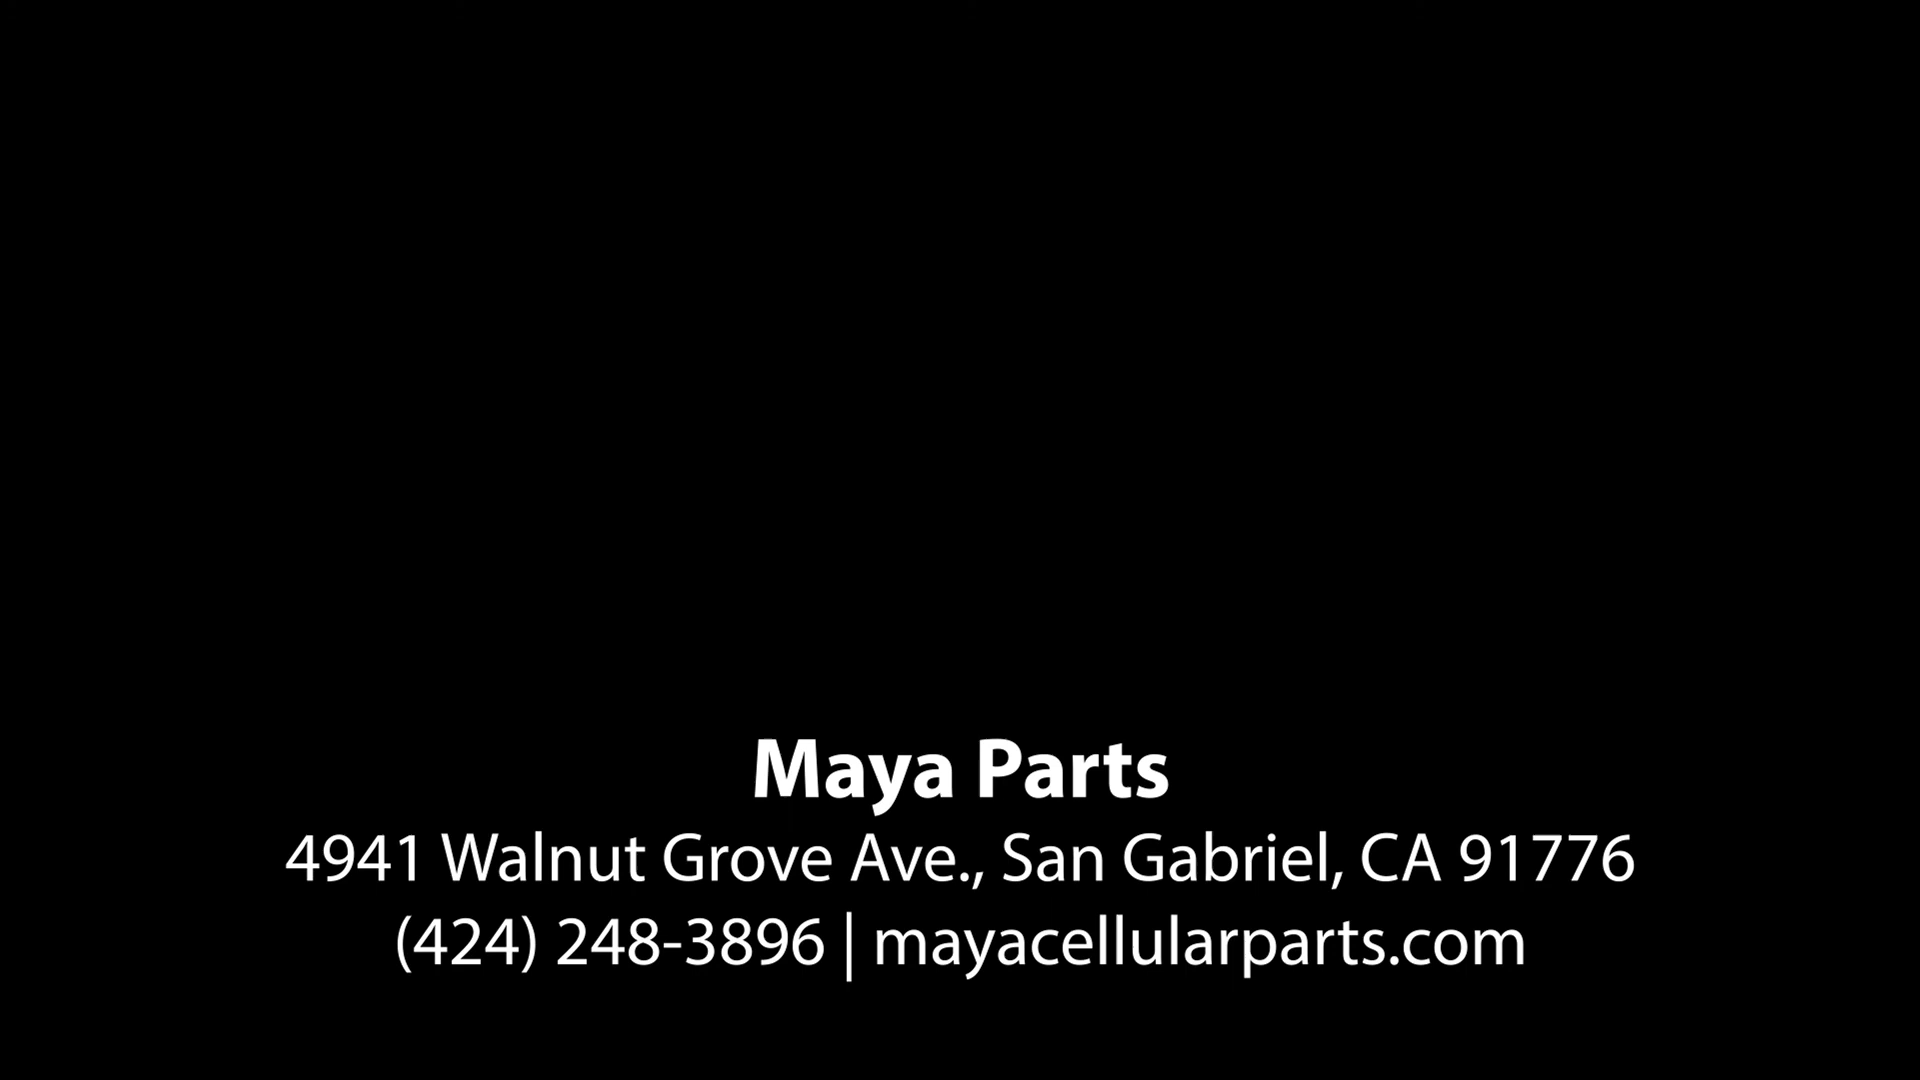 Maya Parts
4941 Walnut Grove Ave., San Gabriel, CA 91776
(424) 248-3896 | mayacellularparts.com